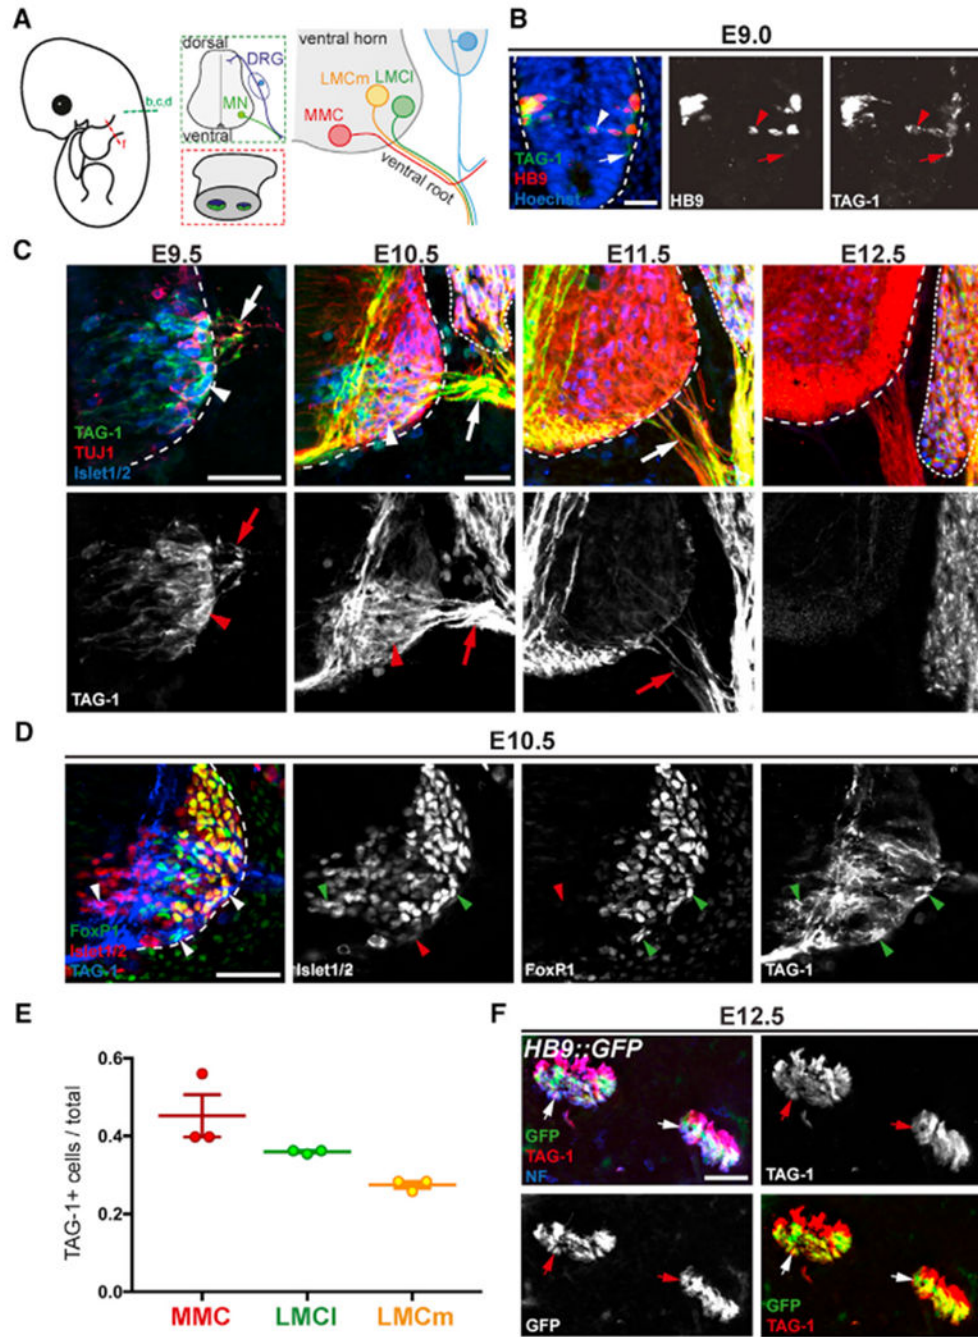 A
b,c,d
f
dorsal
DRG
MN
ventral
ventral horn
LMCm
LMCl
MMC
ventral root
B
E9.0
TAG-1
HB9
Hoechst
HB9
TAG-1
C
E9.5
E10.5
E11.5
E12.5
TAG-1
TUJ1
Islet1/2
TAG-1
D
E10.5
FoxP1
Islet1/2
TAG-1
Islet1/2
FoxP1
TAG-1
E
TAG-1+ cells / total
0.6
0.4
0.2
0.0
MMC
LMCl
LMCm
F
E12.5
HB9::GFP
GFP
TAG-1
NF
TAG-1
GFP
GFP
TAG-1